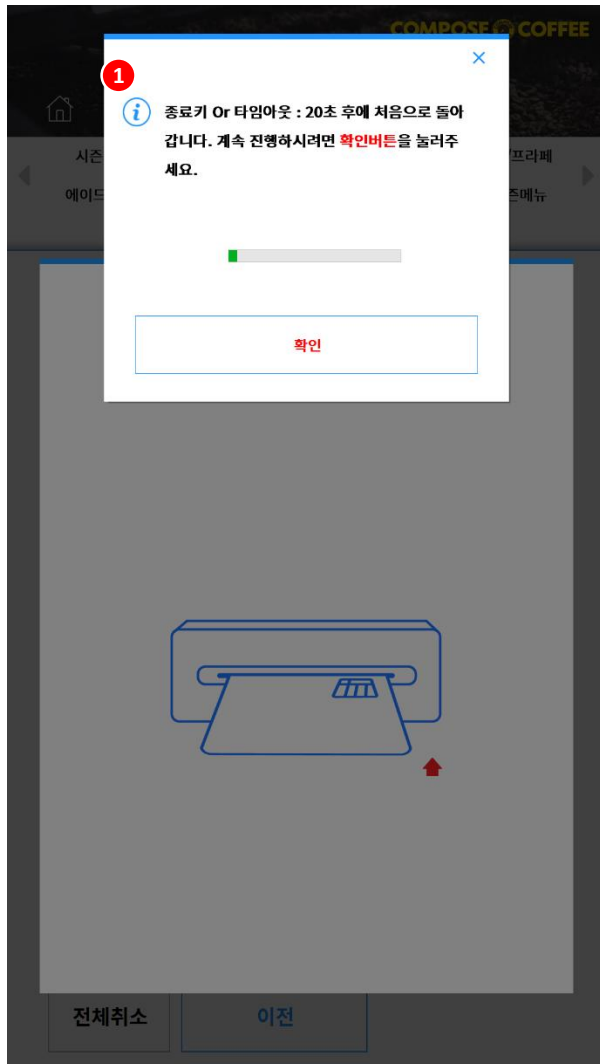 COMPOSE COFFEE
1
종료키 Or 타임아웃 : 20초 후에 처음으로 돌아
갑니다. 계속 진행하시려면 확인버튼을 눌러주
세요.
시즌
프라페
에이드
즌메뉴
확인
전체취소
이전